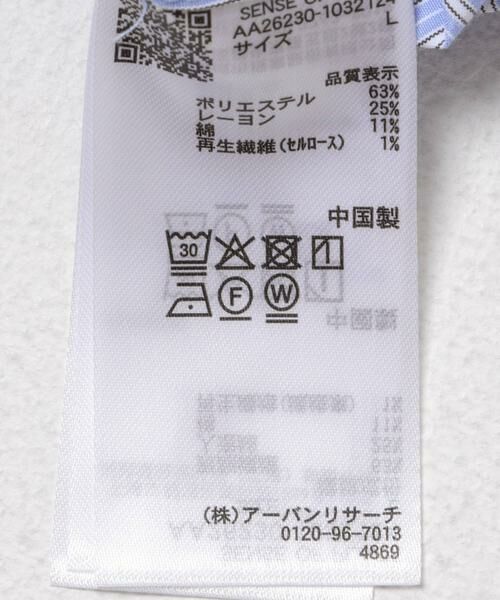 SENSE
AA26230-1032124
サイズ L
品質表示
ポリエステル 63%
レーヨン 25%
綿 11%
再生繊維(セルロース) 1%
中国製
30
F W
(株)アーバンリサーチ
0120-96-7013
4869